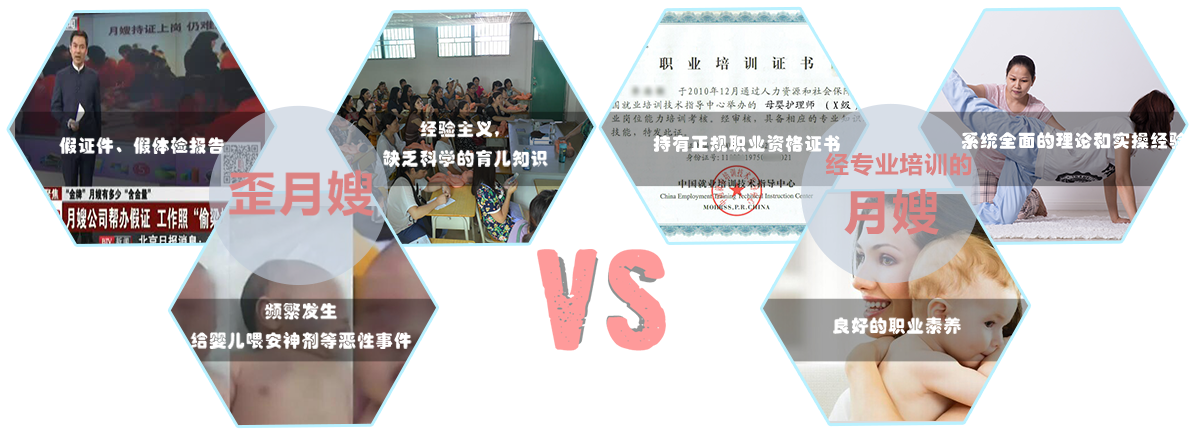 月嫂持证上岗 仍难
假证件、假体检报告
"金牌"月嫂有多少"含金量"
月嫂公司帮办假证 工作照"偷梁
北京日报消息：
经验主义，
缺乏科学的育儿知识
歪月嫂
频繁发生
给婴儿喂安神剂等恶性事件
VS
职业培训证书
于2010年12月通过人力资源和社会保障
国就业培训技术指导中心举办的 母婴护理师 (X级)
业岗位能力培训考核。经审核，具备相应的专业知识
技能，特发此证。
持有正规职业资格证书
身份证号:
中国就业培训技术指导中心
China Employment Training Technical Instruction Center
MOHRSS,P.R.CHINA
系统全面的理论和实操经验
经专业培训的
月嫂
良好的职业素养